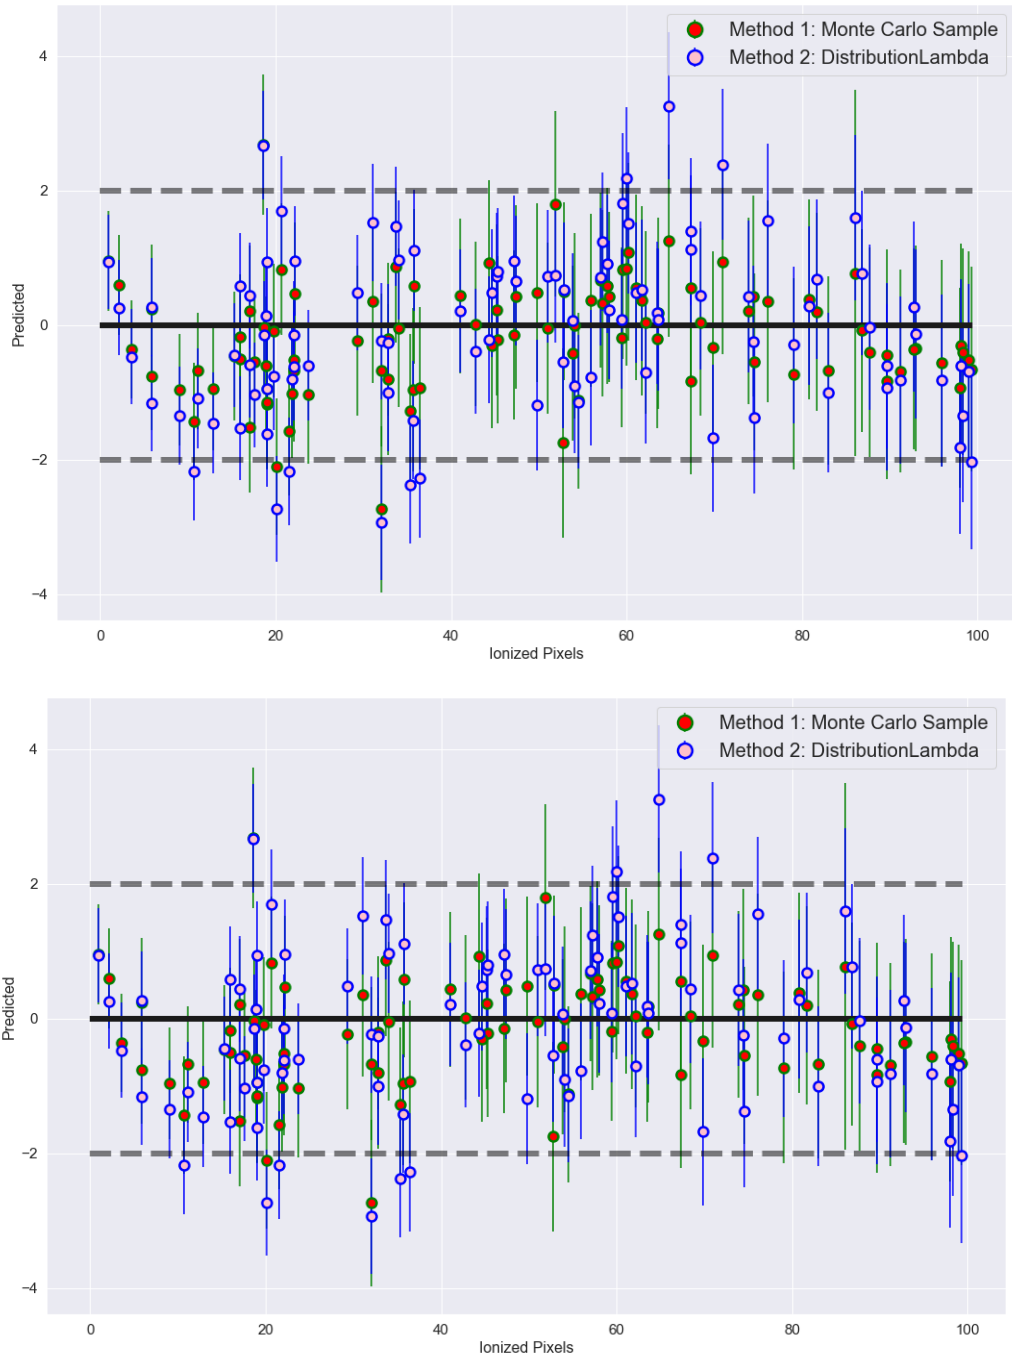 Method 1: Monte Carlo Sample
Method 2: DistributionLambda
4
2
0
−2
−4
Predicted
0 20 40 60 80 100
Ionized Pixels
Method 1: Monte Carlo Sample
Method 2: DistributionLambda
4
2
0
−2
−4
Predicted
0 20 40 60 80 100
Ionized Pixels